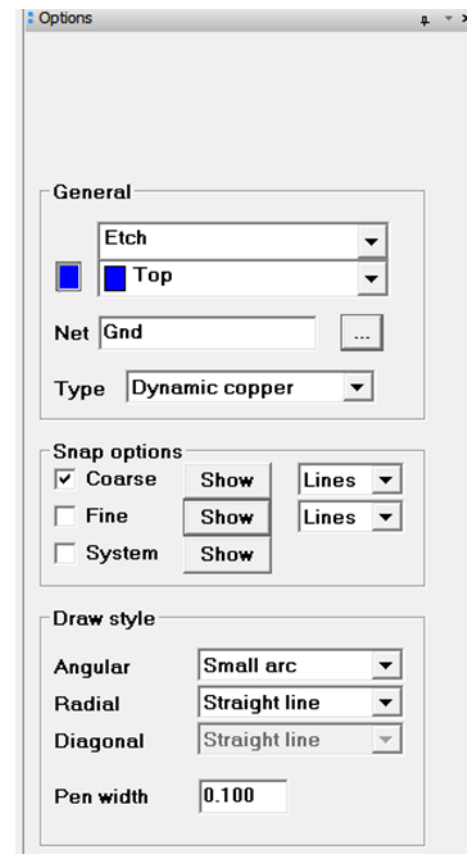 Options
General
Etch
Top
Net Gnd ...
Type Dynamic copper
Snap options
Coarse Show Lines
Fine Show Lines
System Show
Draw style
Angular Small arc
Radial Straight line
Diagonal Straight line
Pen width 0.100